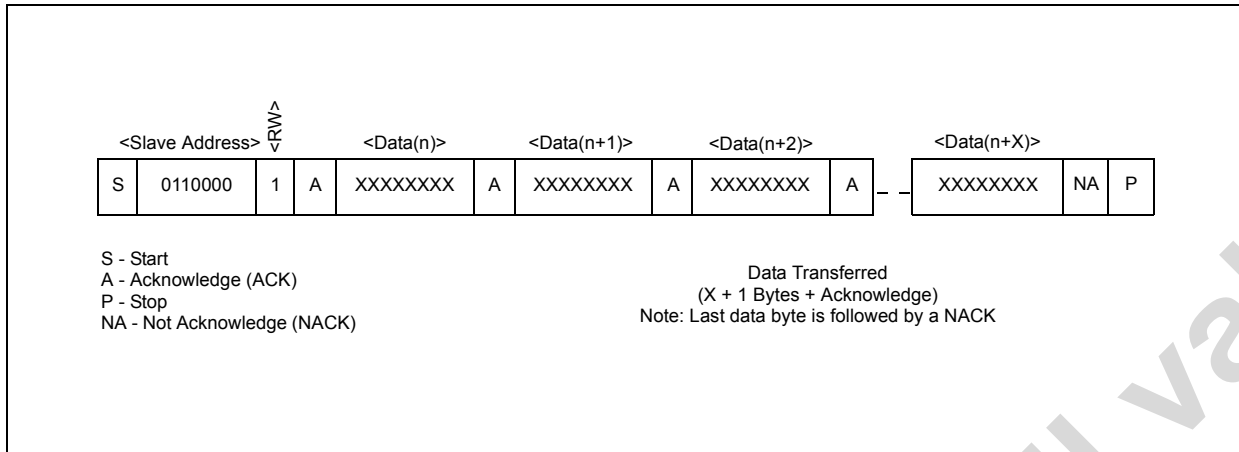 <Slave Address> <RW> <Data(n)> <Data(n+1)> <Data(n+2)> <Data(n+X)>
S 0110000 1 A XXXXXXXX A XXXXXXXX A XXXXXXXX A XXXXXXXX NA P
S - Start
A - Acknowledge (ACK)
P - Stop
NA - Not Acknowledge (NACK)
Data Transferred
(X + 1 Bytes + Acknowledge)
Note: Last data byte is followed by a NACK